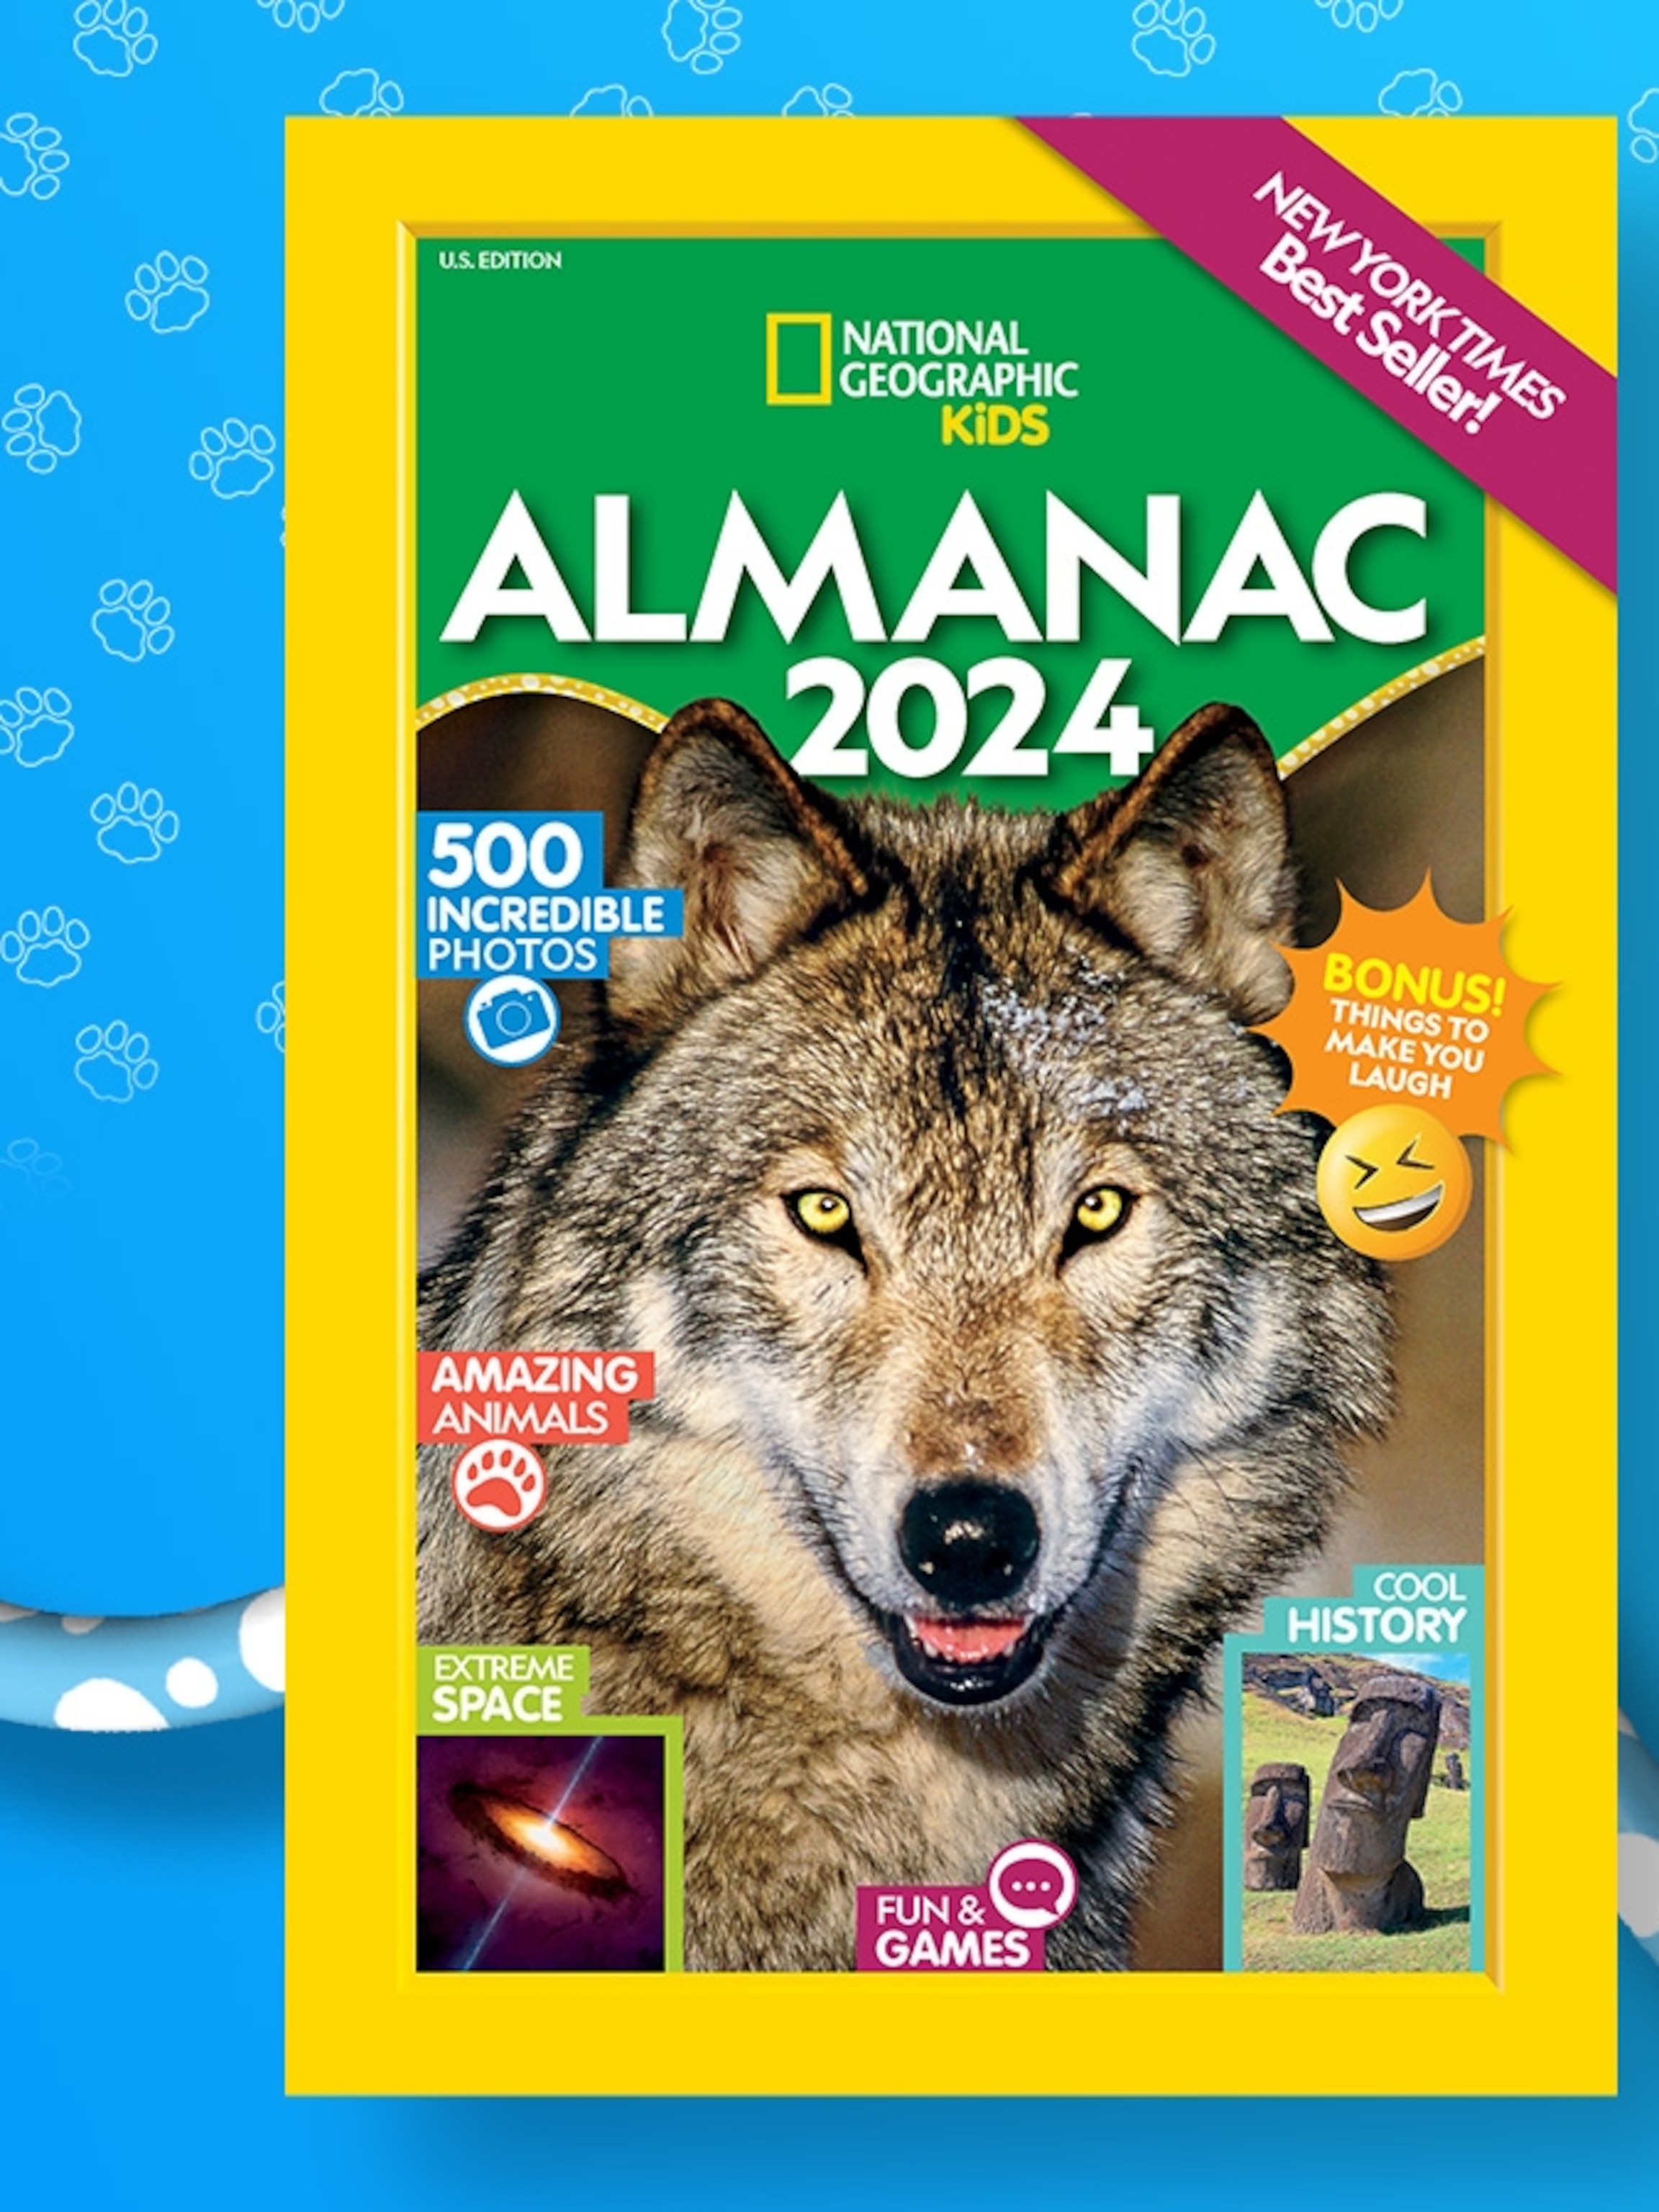 NEW YORK TIMES
Best Seller!
U.S. EDITION
NATIONAL
GEOGRAPHIC
KiDS
ALMANAC
2024
500
INCREDIBLE
PHOTOS
BONUS!
THINGS TO
MAKE YOU
LAUGH
AMAZING
ANIMALS
COOL
HISTORY
EXTREME
SPACE
FUN &
GAMES